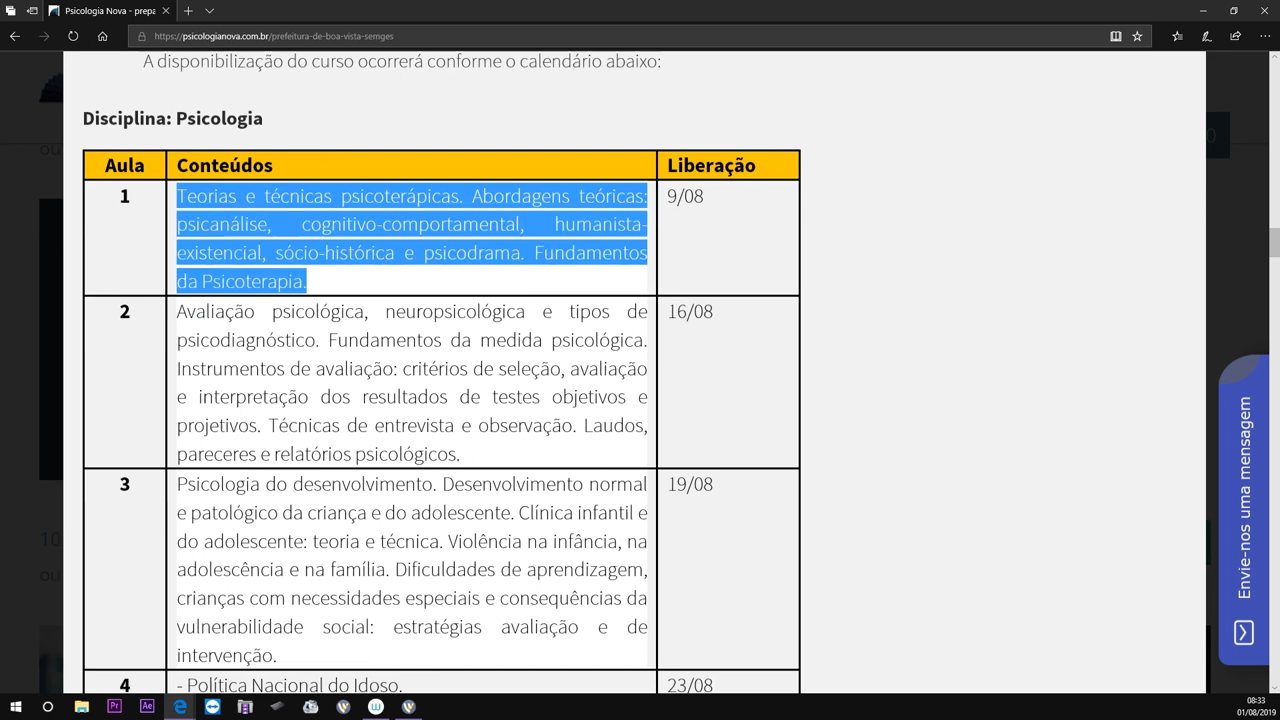 Psicologia Nova - prepa
https://psicologianova.com.br/prefeitura-de-boa-vista-semges
A disponibilização do curso ocorrerá conforme o calendário abaixo:
Disciplina: Psicologia
Aula Conteúdos Liberação
1 Teorias e técnicas psicoterápicas. Abordagens teóricas: 9/08
psicanálise, cognitivo-comportamental, humanista-
existencial, sócio-histórica e psicodrama. Fundamentos
da Psicoterapia.
2 Avaliação psicológica, neuropsicológica e tipos de 16/08
psicodiagnóstico. Fundamentos da medida psicológica.
Instrumentos de avaliação: critérios de seleção, avaliação
e interpretação dos resultados de testes objetivos e
projetivos. Técnicas de entrevista e observação. Laudos,
pareceres e relatórios psicológicos.
3 Psicologia do desenvolvimento. Desenvolvimento normal 19/08
e patológico da criança e do adolescente. Clínica infantil e
do adolescente: teoria e técnica. Violência na infância, na
adolescência e na família. Dificuldades de aprendizagem,
crianças com necessidades especiais e consequências da
vulnerabilidade social: estratégias avaliação e de
intervenção.
4 - Política Nacional do Idoso. 23/08
Envie-nos uma mensagem
Pr Ae
08:33
01/08/2019